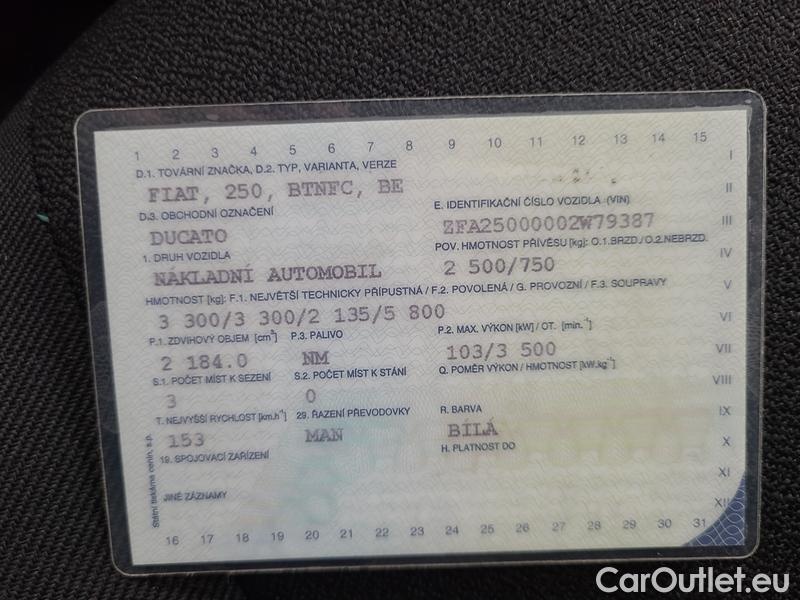 1 2 3 4 5 6 7 8 9 10 11 12 13 14 15
D.1. TOVÁRNÍ ZNAČKA, D.2. TYP, VARIANTA, VERZE
FIAT, 250, BTNFC, BE
E. IDENTIFIKAČNÍ ČÍSLO VOZIDLA (VIN)
ZFA25000002W79387
D.3. OBCHODNÍ OZNAČENÍ
DUCATO
POV. HMOTNOST PŘÍVĚSU [kg]: O.1.BRZD./O.2.NEBRZD.
2 500/750
1. DRUH VOZIDLA
NÁKLADNÍ AUTOMOBIL
HMOTNOST [kg]: F.1. NEJVĚTŠÍ TECHNICKY PŘÍPUSTNÁ / F.2. POVOLENÁ / G. PROVOZNÍ / F.3. SOUPRAVY
3 300/3 300/2 135/5 800
P.1. ZDVIHOVÝ OBJEM [cm³] P.3. PALIVO P.2. MAX. VÝKON [kW] / OT. [min.⁻¹]
2 184.0 NM 103/3 500
S.1. POČET MÍST K SEZENÍ S.2. POČET MÍST K STÁNÍ Q. POMĚR VÝKON / HMOTNOST [kW.kg⁻¹]
3 0
T. NEJVYŠŠÍ RYCHLOST [km.h⁻¹] 29. ŘAZENÍ PŘEVODOVKY R. BARVA
153 MAN BÍLÁ
19. SPOJOVACÍ ZAŘÍZENÍ H. PLATNOST DO
JINÉ ZÁZNAMY
Státní tiskárna cenin, s.p.
I
II
III
IV
V
VI
VII
VIII
IX
X
XI
XII
16 17 18 19 20 21 22 23 24 25 26 27 28 29 30 31
CarOutlet.eu